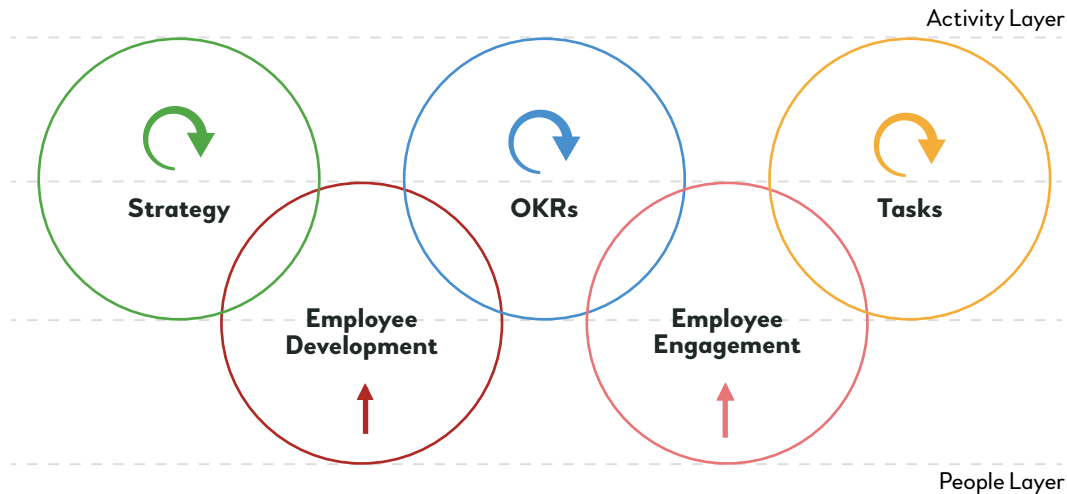 Activity Layer
Strategy
OKRs
Tasks
Employee
Development
Employee
Engagement
People Layer